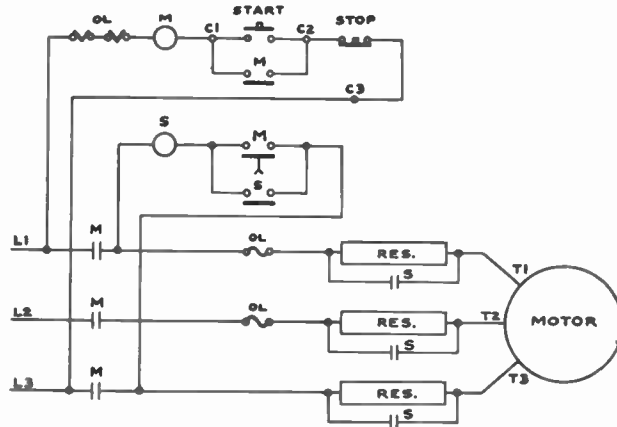 START
OL M C1 C2 STOP
M
C3
S M
S
L1 M OL RES. T1
S
L2 M OL RES. T2 MOTOR
S
L3 M RES. T3
S